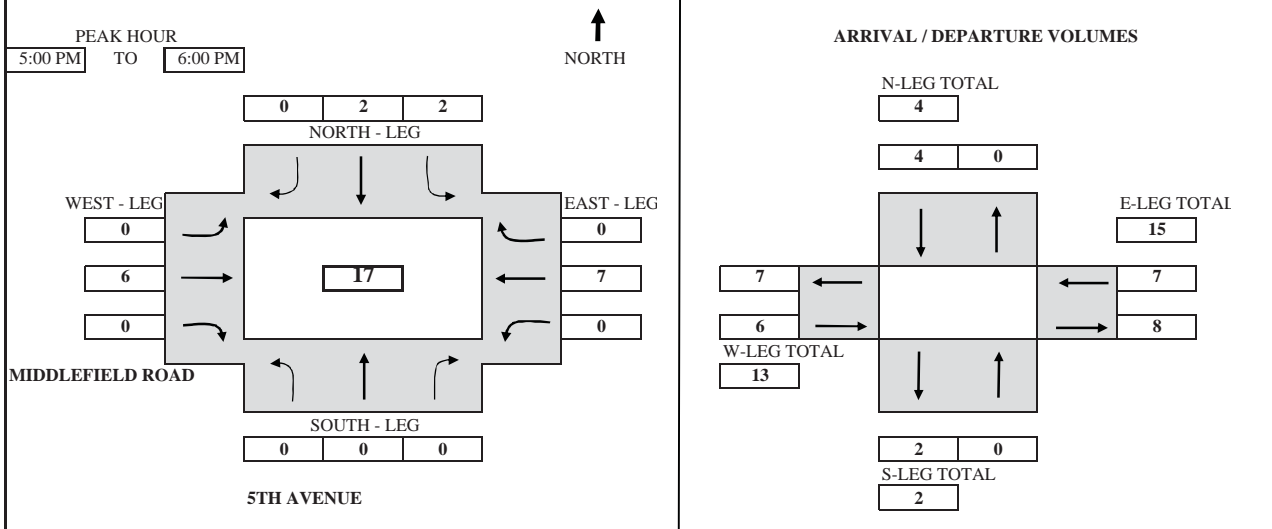 PEAK HOUR
5:00 PM TO 6:00 PM
NORTH
0 2 2
NORTH - LEG
WEST - LEG
0
6
0
EAST - LEG
0
7
0
17
MIDDLEFIELD ROAD
SOUTH - LEG
0 0 0
5TH AVENUE
ARRIVAL / DEPARTURE VOLUMES
N-LEG TOTAL
4
4 0
E-LEG TOTAL
15
7 7
6 8
W-LEG TOTAL
13
2 0
S-LEG TOTAL
2